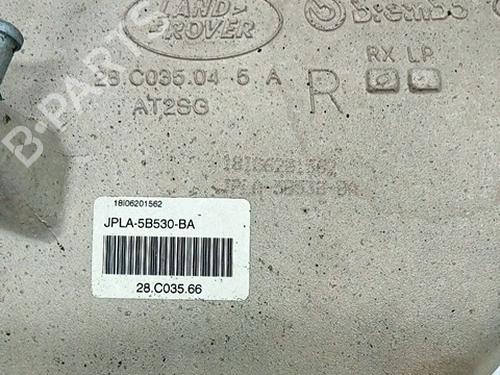 LAND
ROVER
Brembo
B-PARTS
28 C035.04 5 A
AT2SG
R
RX LP
18I06201562
JPLA-5B530-BA
18I06201562
JPLA-5B530-BA
28.C035.66